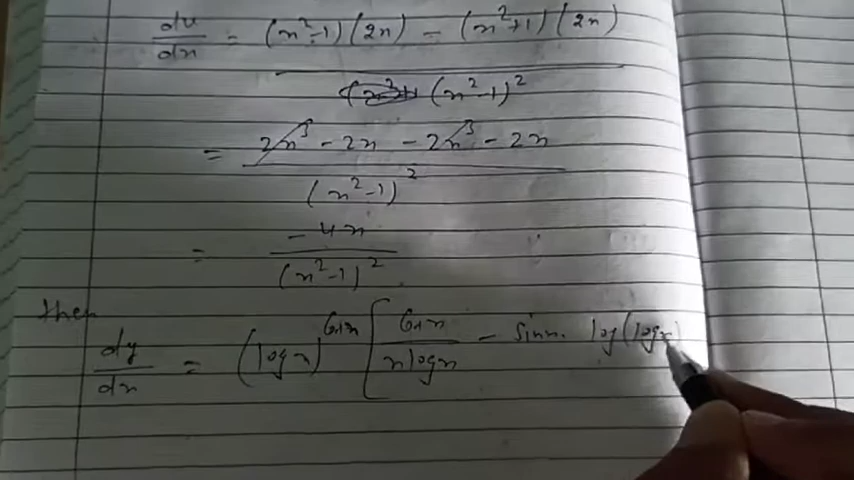 du/dx = (x²-1)(2x) - (x²+1)(2x) / (x²-1)²
= 2x³ - 2x - 2x³ - 2x / (x²-1)²
= -4x / (x²-1)²
then
dy/dx = (log x)^cos x [ cos x / x log x - sin x. log(log x)